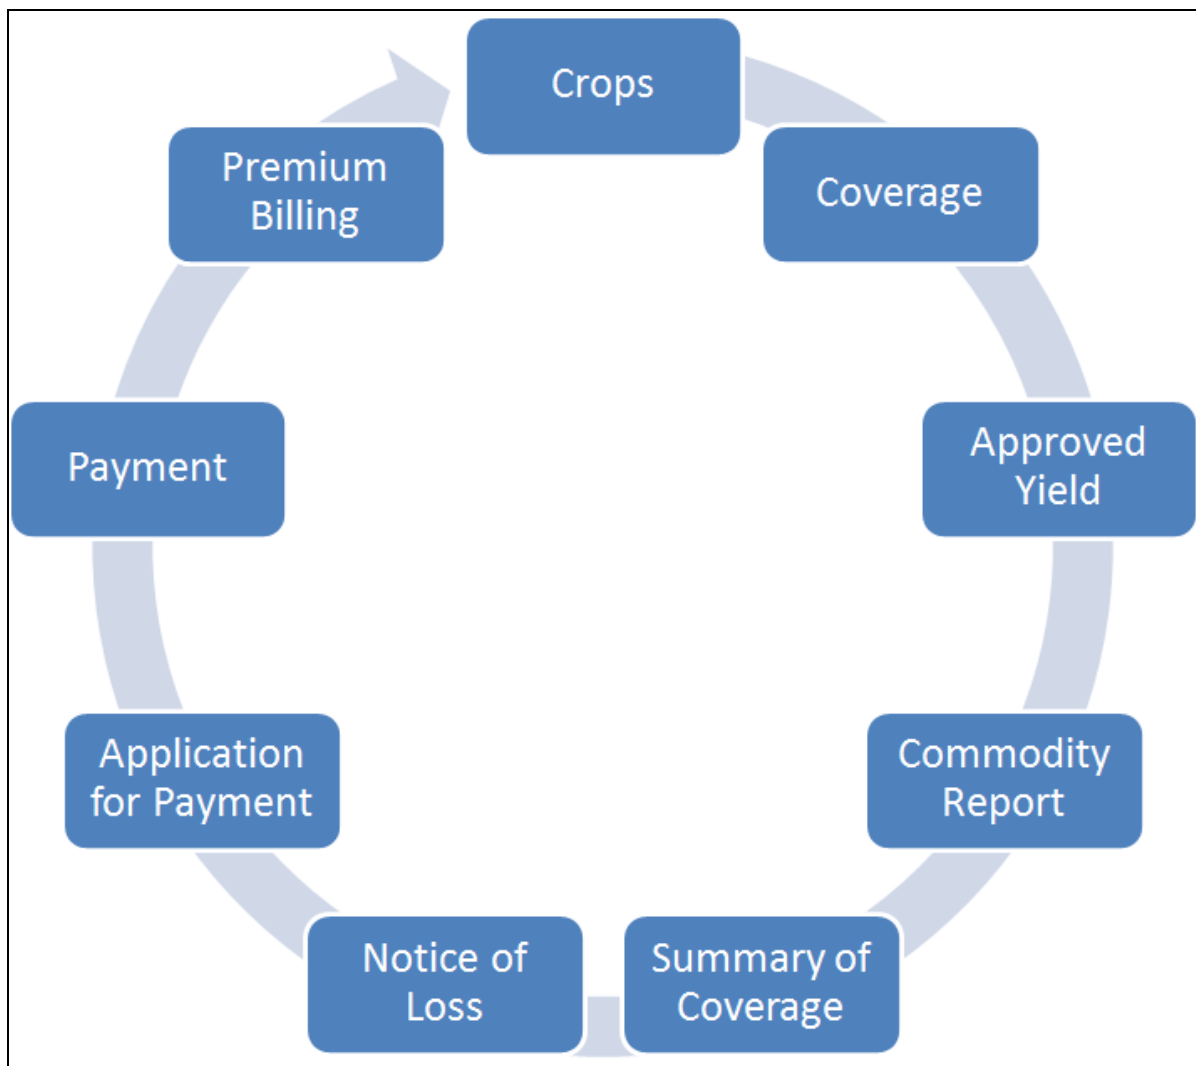 Crops
Coverage
Approved
Yield
Commodity
Report
Summary of
Coverage
Notice of
Loss
Application
for Payment
Payment
Premium
Billing